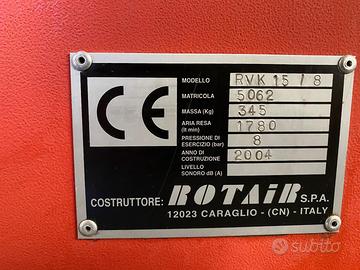 CE
MODELLO RVK 15 / 8
MATRICOLA 5062
MASSA (Kg) 345
ARIA RESA
(lt min) 1780
PRESSIONE DI
ESERCIZIO (bar) 8
ANNO DI
COSTRUZIONE 2004
LIVELLO
SONORO dB (A)
COSTRUTTORE: ROTAIR S.P.A.
12023 CARAGLIO - (CN) - ITALY
subito